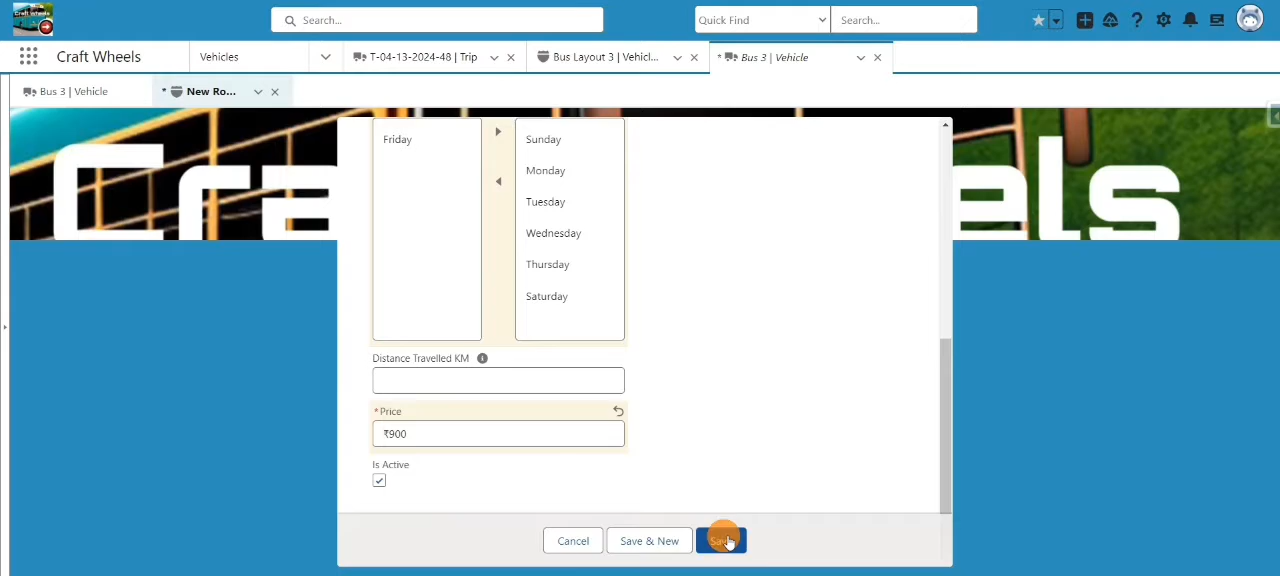 Craft Wheels
Search...
Quick Find
Search...
Craft Wheels
Vehicles
T-04-13-2024-48 | Trip
Bus Layout 3 | Vehicl...
* Bus 3 | Vehicle
Bus 3 | Vehicle
* New Ro...
Friday
Sunday
Monday
Tuesday
Wednesday
Thursday
Saturday
Distance Travelled KM
* Price
₹900
Is Active
Cancel
Save & New